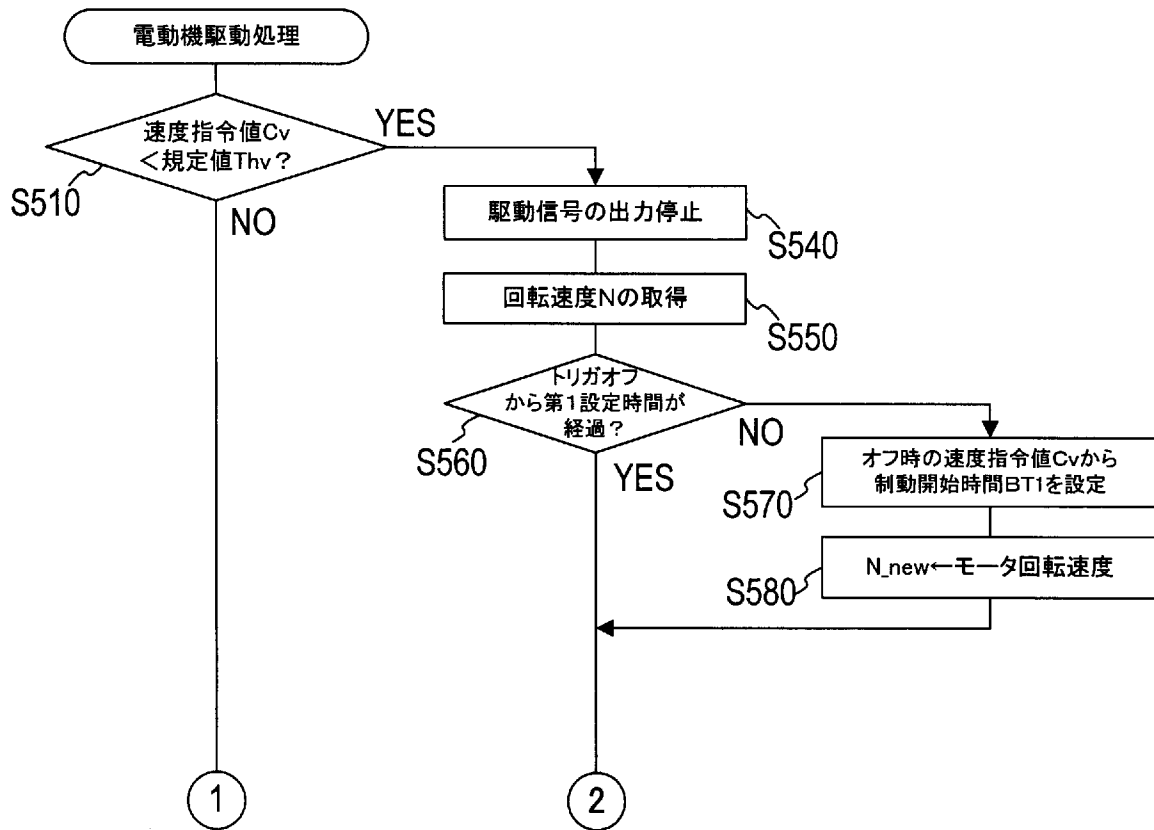 電動機駆動処理
速度指令値Cv
＜規定値Thv？
YES
S510
NO
駆動信号の出力停止
S540
回転速度Nの取得
S550
トリガオフ
から第1設定時間が
経過？
NO
S560
YES
オフ時の速度指令値Cvから
制動開始時間BT1を設定
S570
N_new←モータ回転速度
S580
1
2